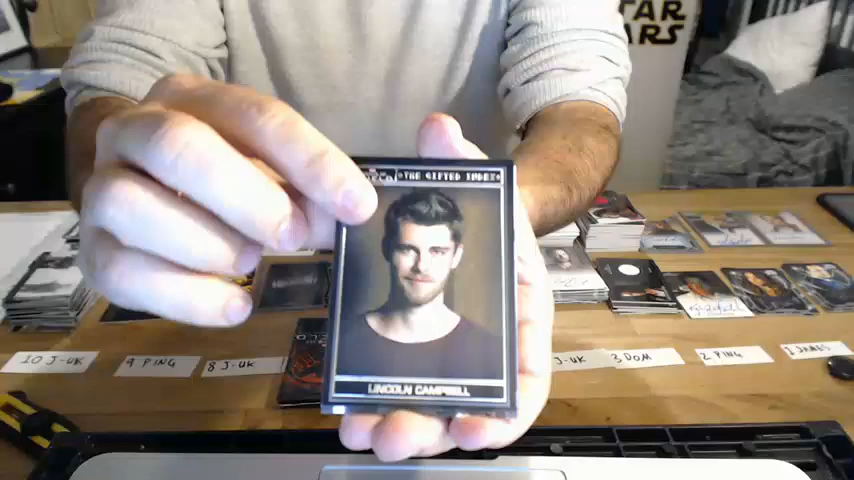 STAR
WARS
THE GIFTED INDEX
LINCOLN CAMPBELL
10 J-UK
9 PING
8 J-UK
J-UK
3 DOM
2 PING
1 JAMES